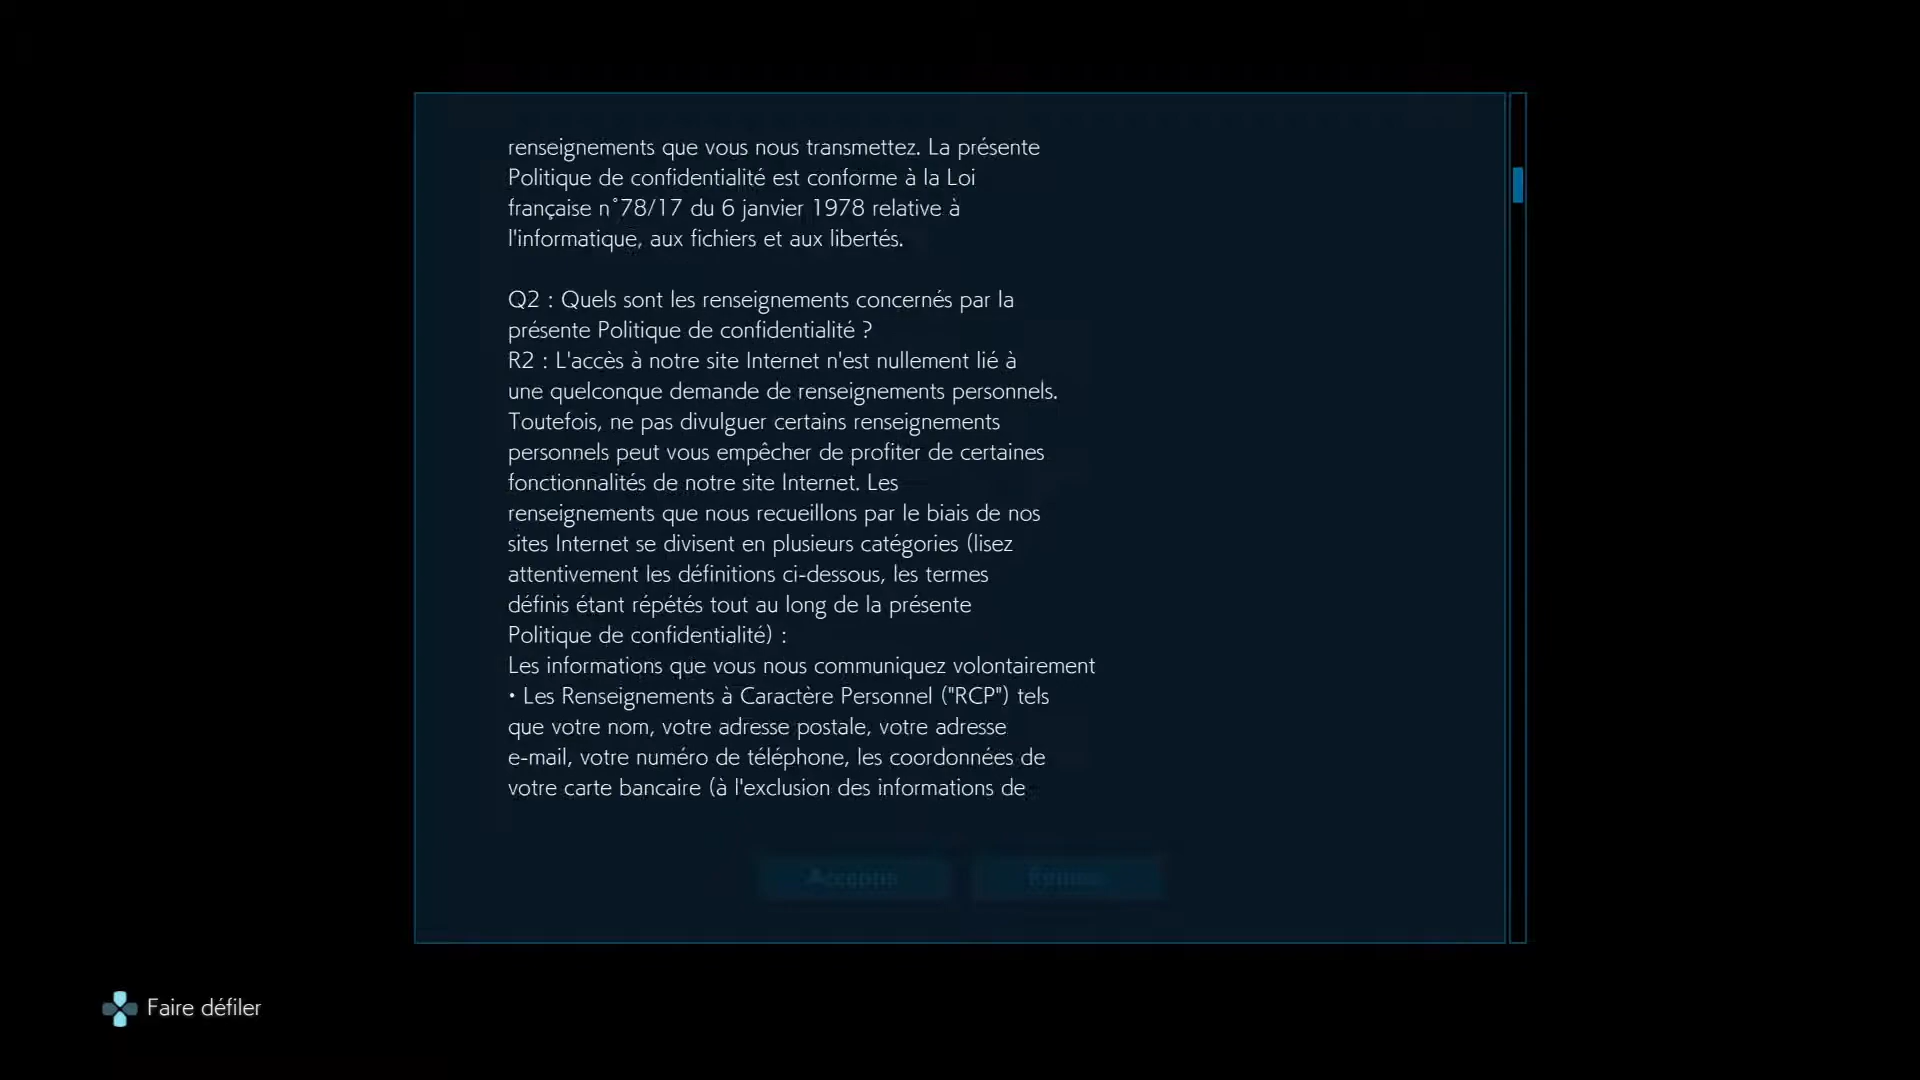 renseignements que vous nous transmettez. La présente
Politique de confidentialité est conforme à la Loi
française n°78/17 du 6 janvier 1978 relative à
l'informatique, aux fichiers et aux libertés.
Q2 : Quels sont les renseignements concernés par la
présente Politique de confidentialité ?
R2 : L'accès à notre site Internet n'est nullement lié à
une quelconque demande de renseignements personnels.
Toutefois, ne pas divulguer certains renseignements
personnels peut vous empêcher de profiter de certaines
fonctionnalités de notre site Internet. Les
renseignements que nous recueillons par le biais de nos
sites Internet se divisent en plusieurs catégories (lisez
attentivement les définitions ci-dessous, les termes
définis étant répétés tout au long de la présente
Politique de confidentialité) :
Les informations que vous nous communiquez volontairement
• Les Renseignements à Caractère Personnel ("RCP") tels
que votre nom, votre adresse postale, votre adresse
e-mail, votre numéro de téléphone, les coordonnées de
votre carte bancaire (à l'exclusion des informations de
Faire défiler